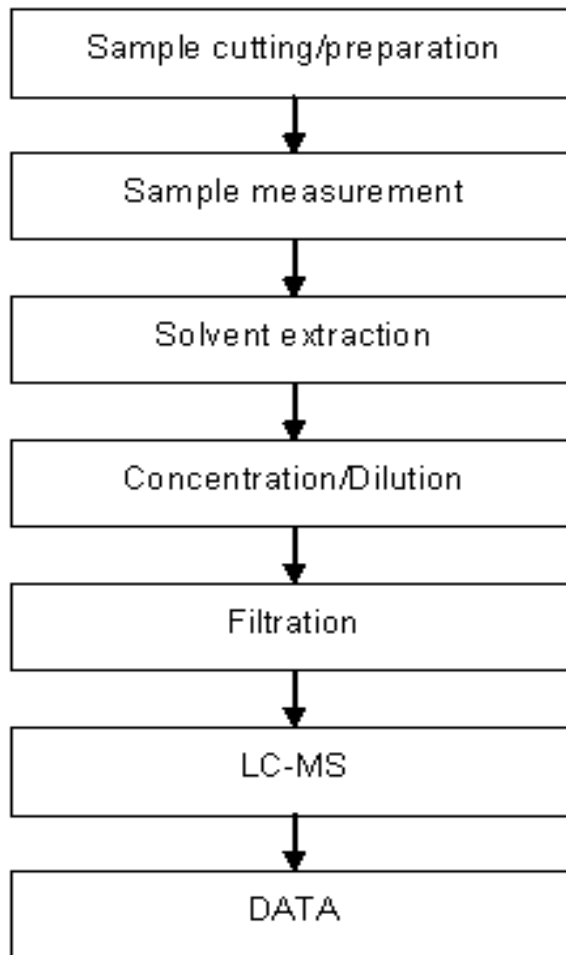 Sample cutting/preparation
Sample measurement
Solvent extraction
Concentration/Dilution
Filtration
LC-MS
DATA